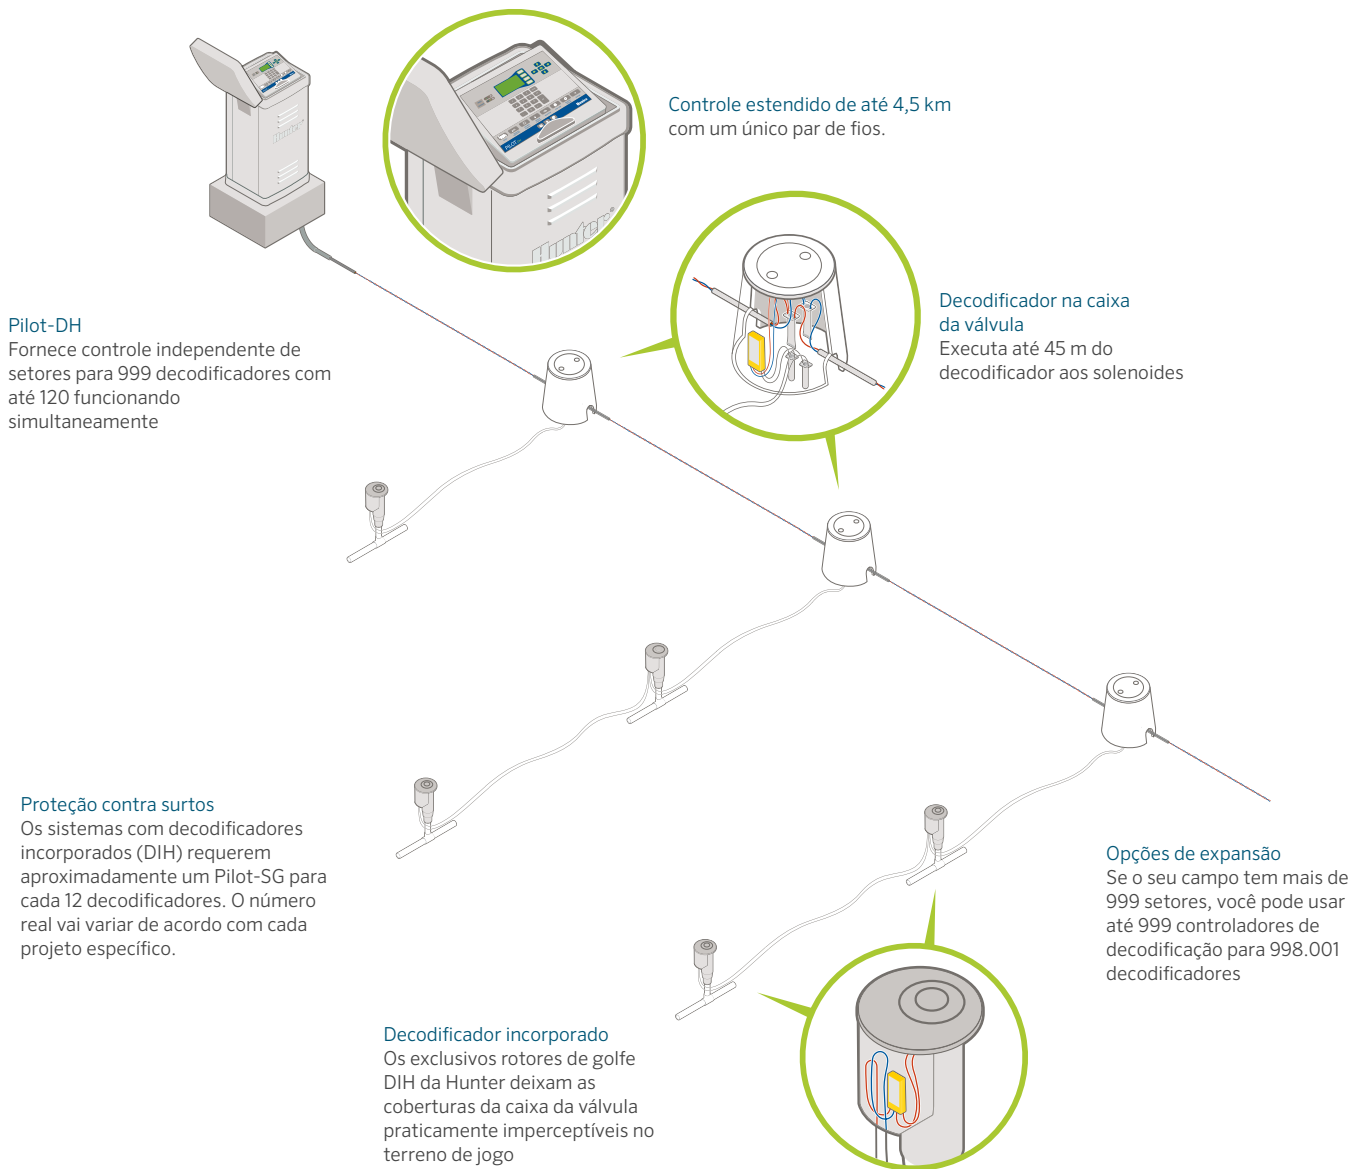 Controle estendido de até 4,5 km
com um único par de fios.
PILOT
Hunter
Hunter
Decodificador na caixa
da válvula
Executa até 45 m do
decodificador aos solenoides
Pilot-DH
Fornece controle independente de
setores para 999 decodificadores com
até 120 funcionando
simultaneamente
Proteção contra surtos
Os sistemas com decodificadores
incorporados (DIH) requerem
aproximadamente um Pilot-SG para
cada 12 decodificadores. O número
real vai variar de acordo com cada
projeto específico.
Opções de expansão
Se o seu campo tem mais de
999 setores, você pode usar
até 999 controladores de
decodificação para 998.001
decodificadores
Decodificador incorporado
Os exclusivos rotores de golfe
DIH da Hunter deixam as
coberturas da caixa da válvula
praticamente imperceptíveis no
terreno de jogo